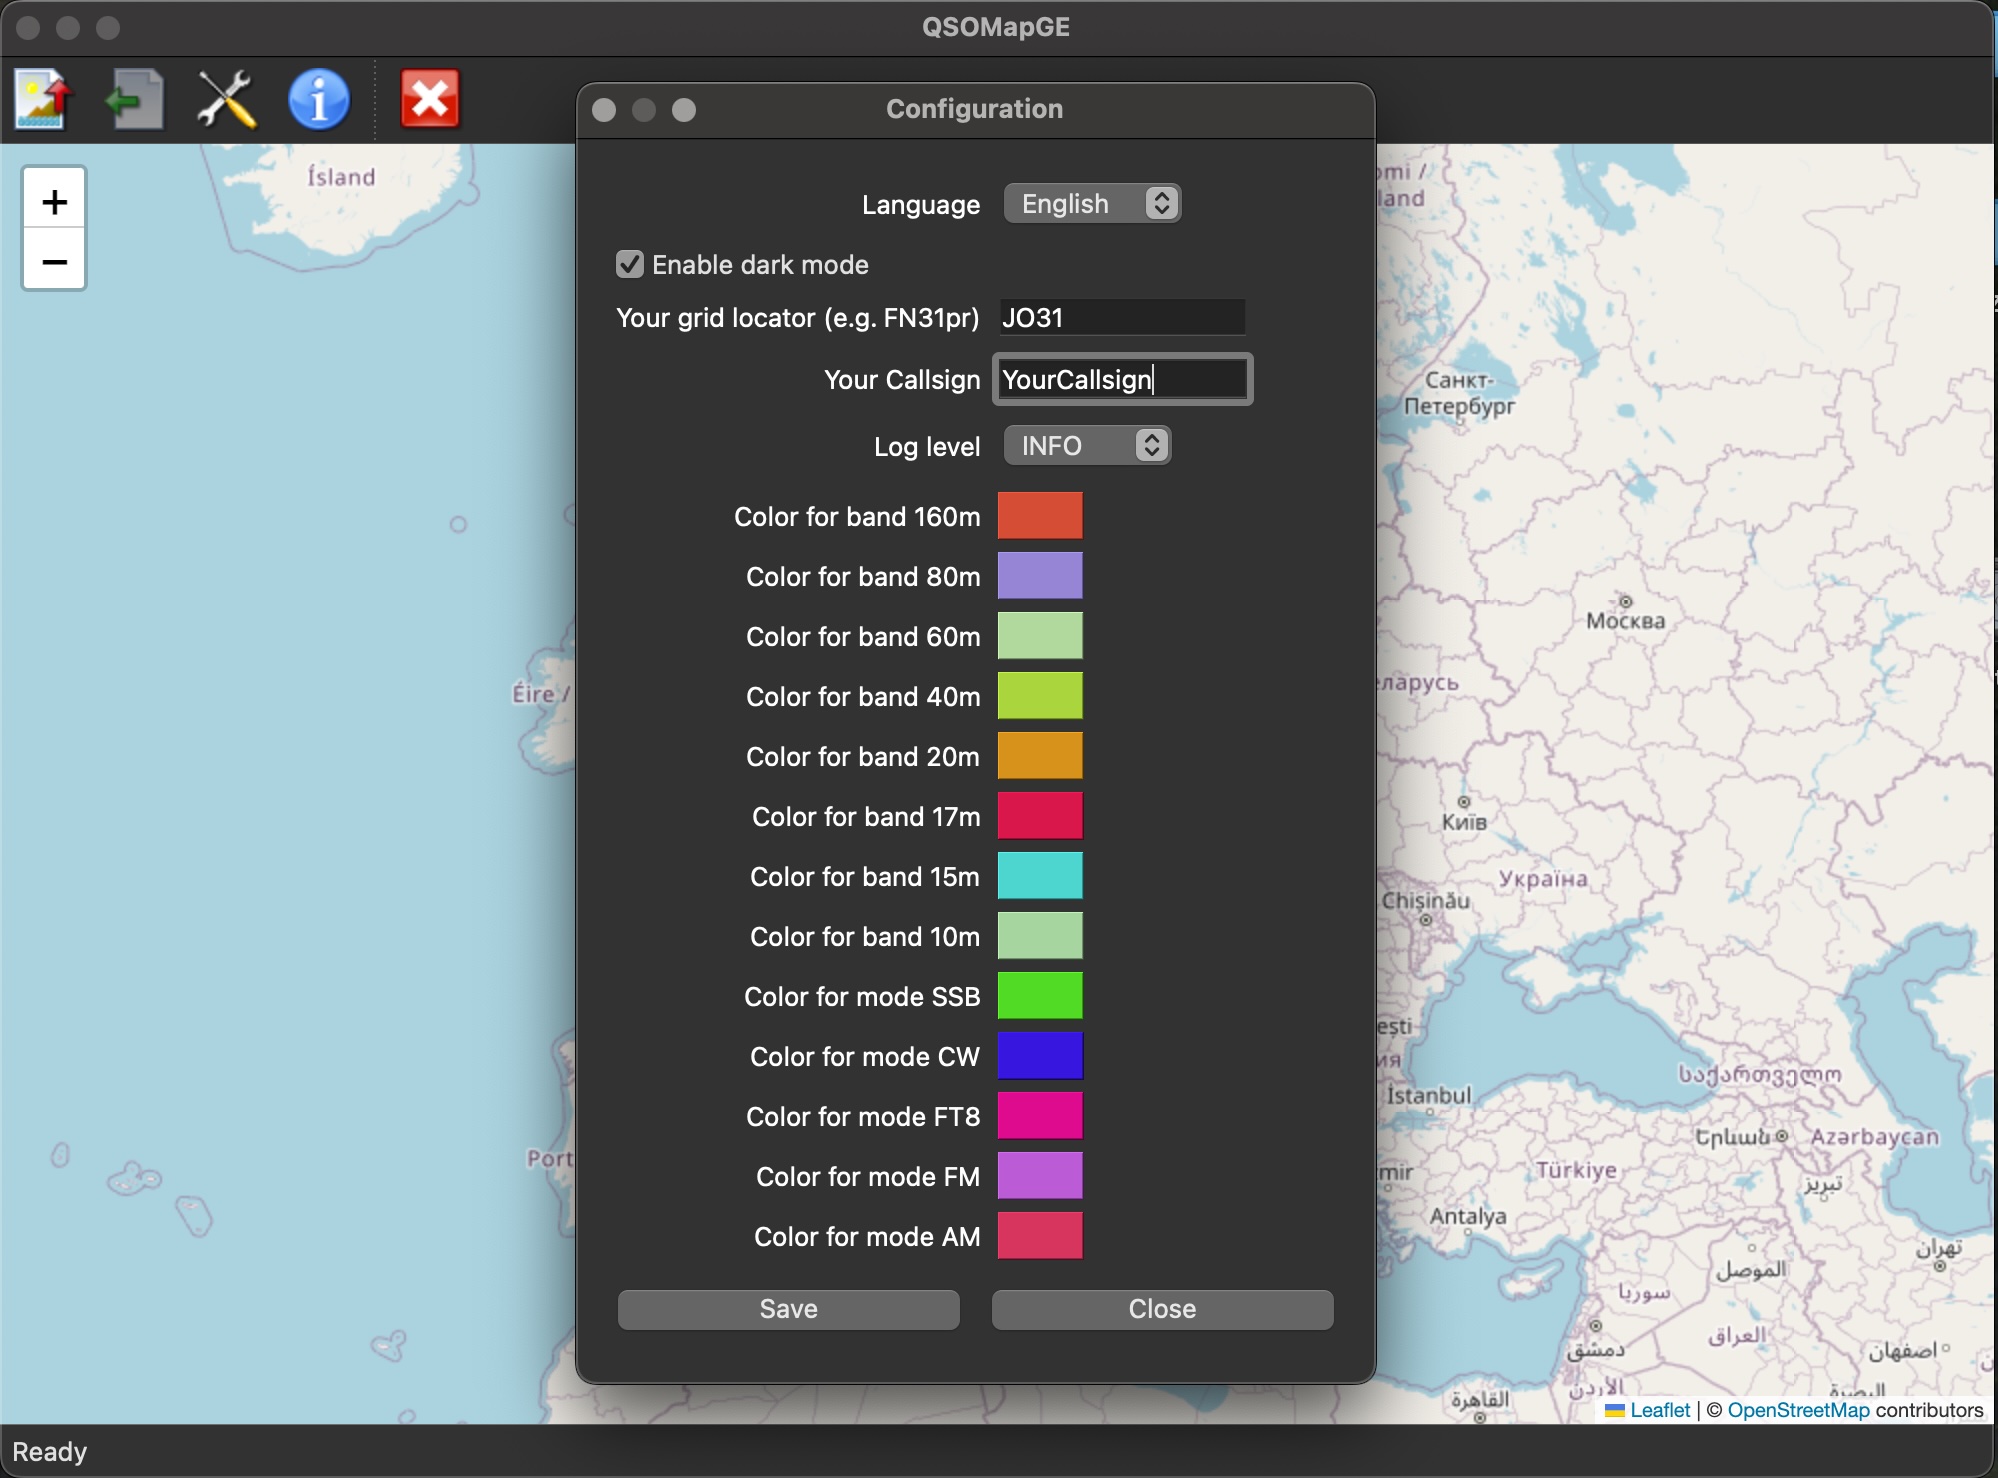 QSOMapGE
Configuration
Language English
Enable dark mode
Your grid locator (e.g. FN31pr) JO31
Your Callsign YourCallsign
Log level INFO
Color for band 160m
Color for band 80m
Color for band 60m
Color for band 40m
Color for band 20m
Color for band 17m
Color for band 15m
Color for band 10m
Color for mode SSB
Color for mode CW
Color for mode FT8
Color for mode FM
Color for mode AM
Save Close
+
−
Ísland
Éire /
Port
land
Санкт-
Петербург
Москва
еларусь
Київ
Україна
Chișinău
ești
İstanbul
საქართველო
Երևան
Azərbaycan
Türkiye
تبریز
Antalya
تهران
الموصل
سوريا
العراق
دمشق
اصفهان
الأردن
القاهرة
Leaflet | © OpenStreetMap contributors
Ready